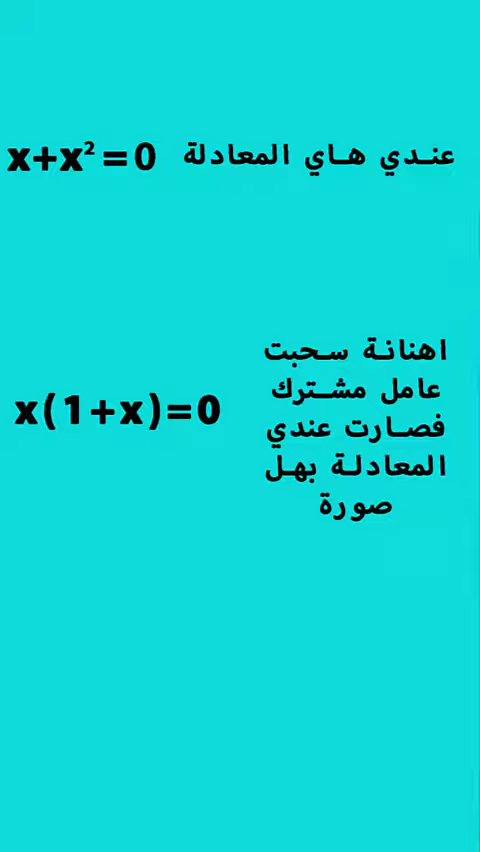 عندي هاي المعادلة x+x²=0
اهنانة سحبت
عامل مشترك
فصارت عندي
المعادلة بهل
صورة
x(1+x)=0